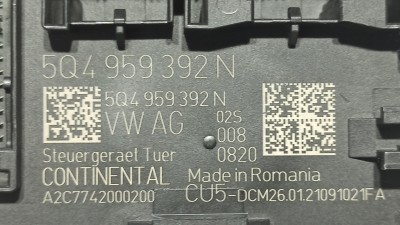 5Q4 959 392 N
5Q4 959 392 N
VW AG 02S
008
Steuergeraet Tuer 0820
CONTINENTAL Made in Romania
A2C7742000200 CU5-DCM26.01.21091021FA